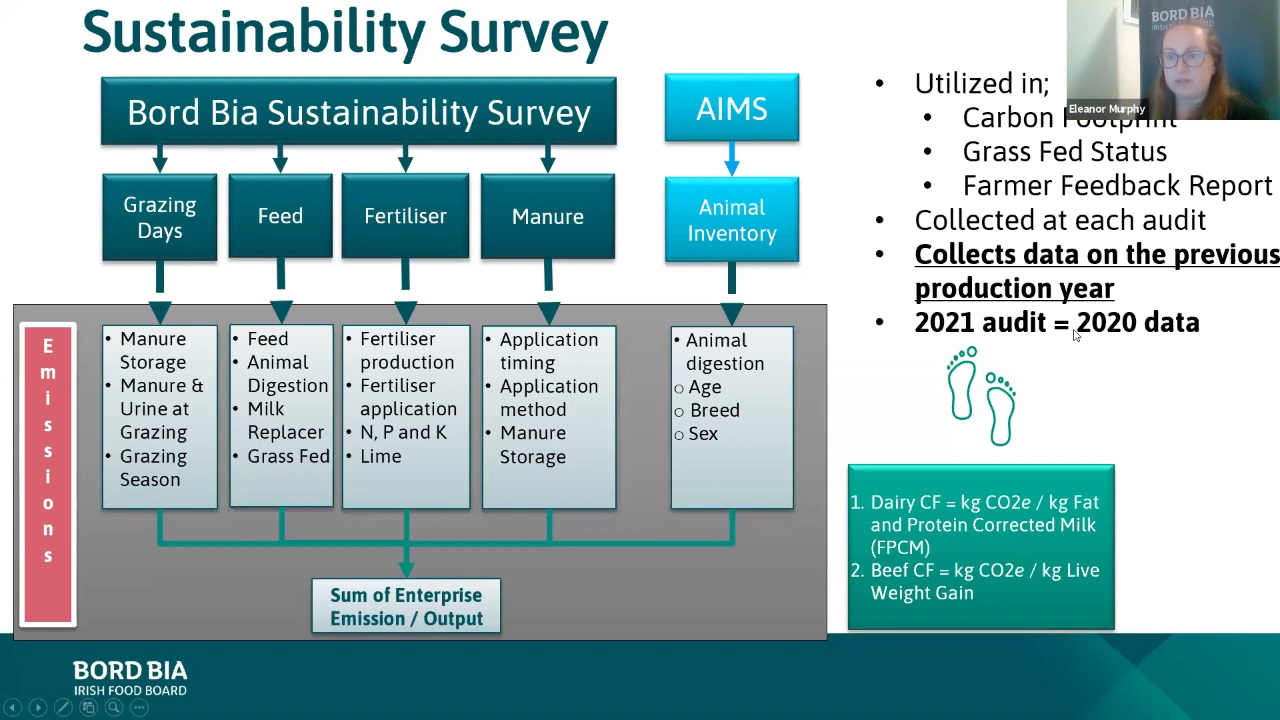 Sustainability Survey
Bord Bia Sustainability Survey
AIMS
Grazing
Days
Feed
Fertiliser
Manure
Animal
Inventory
Emissions
• Manure
Storage
• Manure &
Urine at
Grazing
• Grazing
Season
• Feed
• Animal
Digestion
• Milk
Replacer
• Grass Fed
• Fertiliser
production
• Fertiliser
application
• N, P and K
• Lime
• Application
timing
• Application
method
• Manure
Storage
• Animal
digestion
o Age
o Breed
o Sex
Sum of Enterprise
Emission / Output
• Utilized in;
• Carbon Footprint
• Grass Fed Status
• Farmer Feedback Report
• Collected at each audit
• Collects data on the previous
production year
• 2021 audit = 2020 data
1. Dairy CF = kg CO2e / kg Fat
and Protein Corrected Milk
(FPCM)
2. Beef CF = kg CO2e / kg Live
Weight Gain
BORD BIA
IRISH FOOD BOARD
BORD BIA
IRISH FOOD
Eleanor Murphy